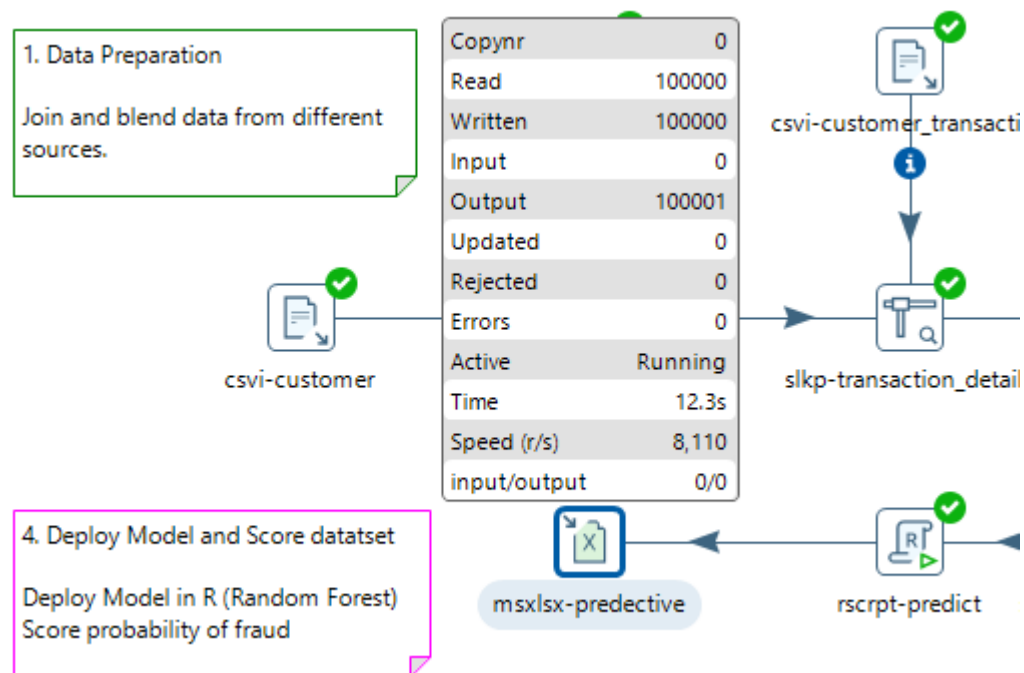 1. Data Preparation
Join and blend data from different
sources.
Copynr 0
Read 100000
Written 100000
Input 0
Output 100001
Updated 0
Rejected 0
Errors 0
Active Running
Time 12.3s
Speed (r/s) 8,110
input/output 0/0
csvi-customer_transacti
i
csvi-customer
slkp-transaction_detail
4. Deploy Model and Score datatset
Deploy Model in R (Random Forest)
Score probability of fraud
X
msxlsx-predective
R
rscrpt-predict